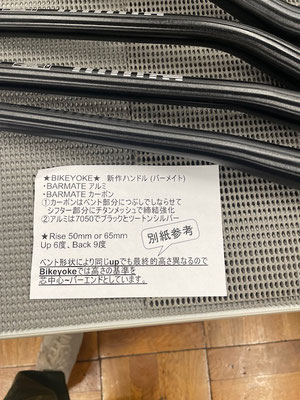 ★BIKEYOKE★ 新作ハンドル (バーメイト)
・BARMATE アルミ
・BARMATE カーボン
①カーボンはベント部分につぶしでしならせて
シフター部分にチタンメッシュで締結強化
②アルミは7050でブラックとツートンシルバー
★Rise 50mm or 65mm
Up 6度、Back 9度
別紙参考
ベント形状により同じupでも最終的高さ異なるので
Bikeyokeでは高さの基準を
芯中心~バーエンドとしています。